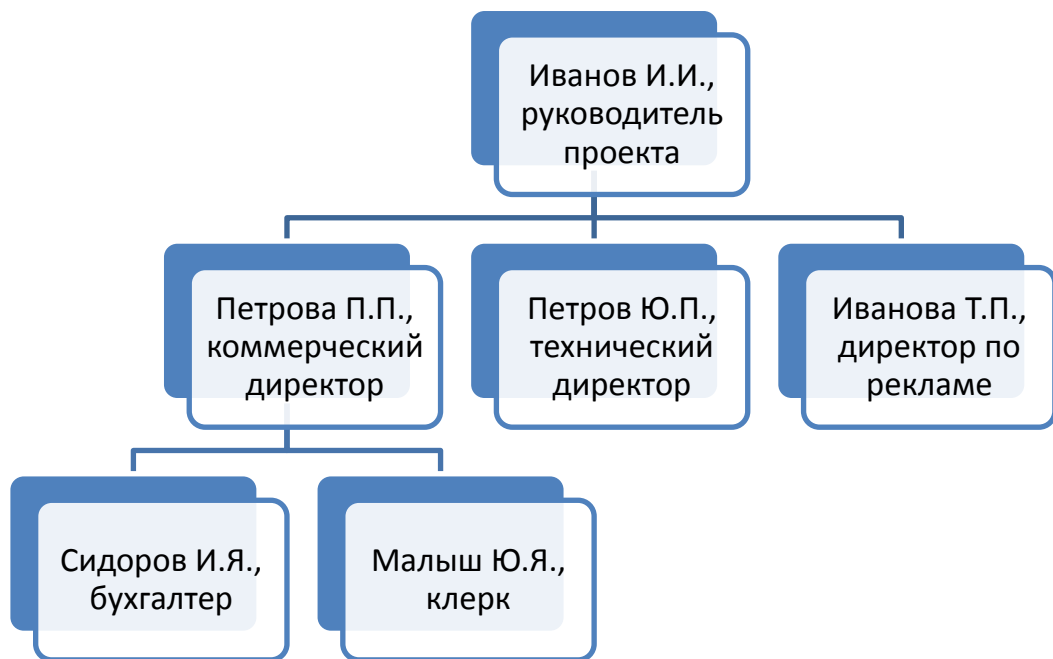 Иванов И.И.,
руководитель
проекта
Петрова П.П.,
коммерческий
директор
Петров Ю.П.,
технический
директор
Иванова Т.П.,
директор по
рекламе
Сидоров И.Я.,
бухгалтер
Малыш Ю.Я.,
клерк